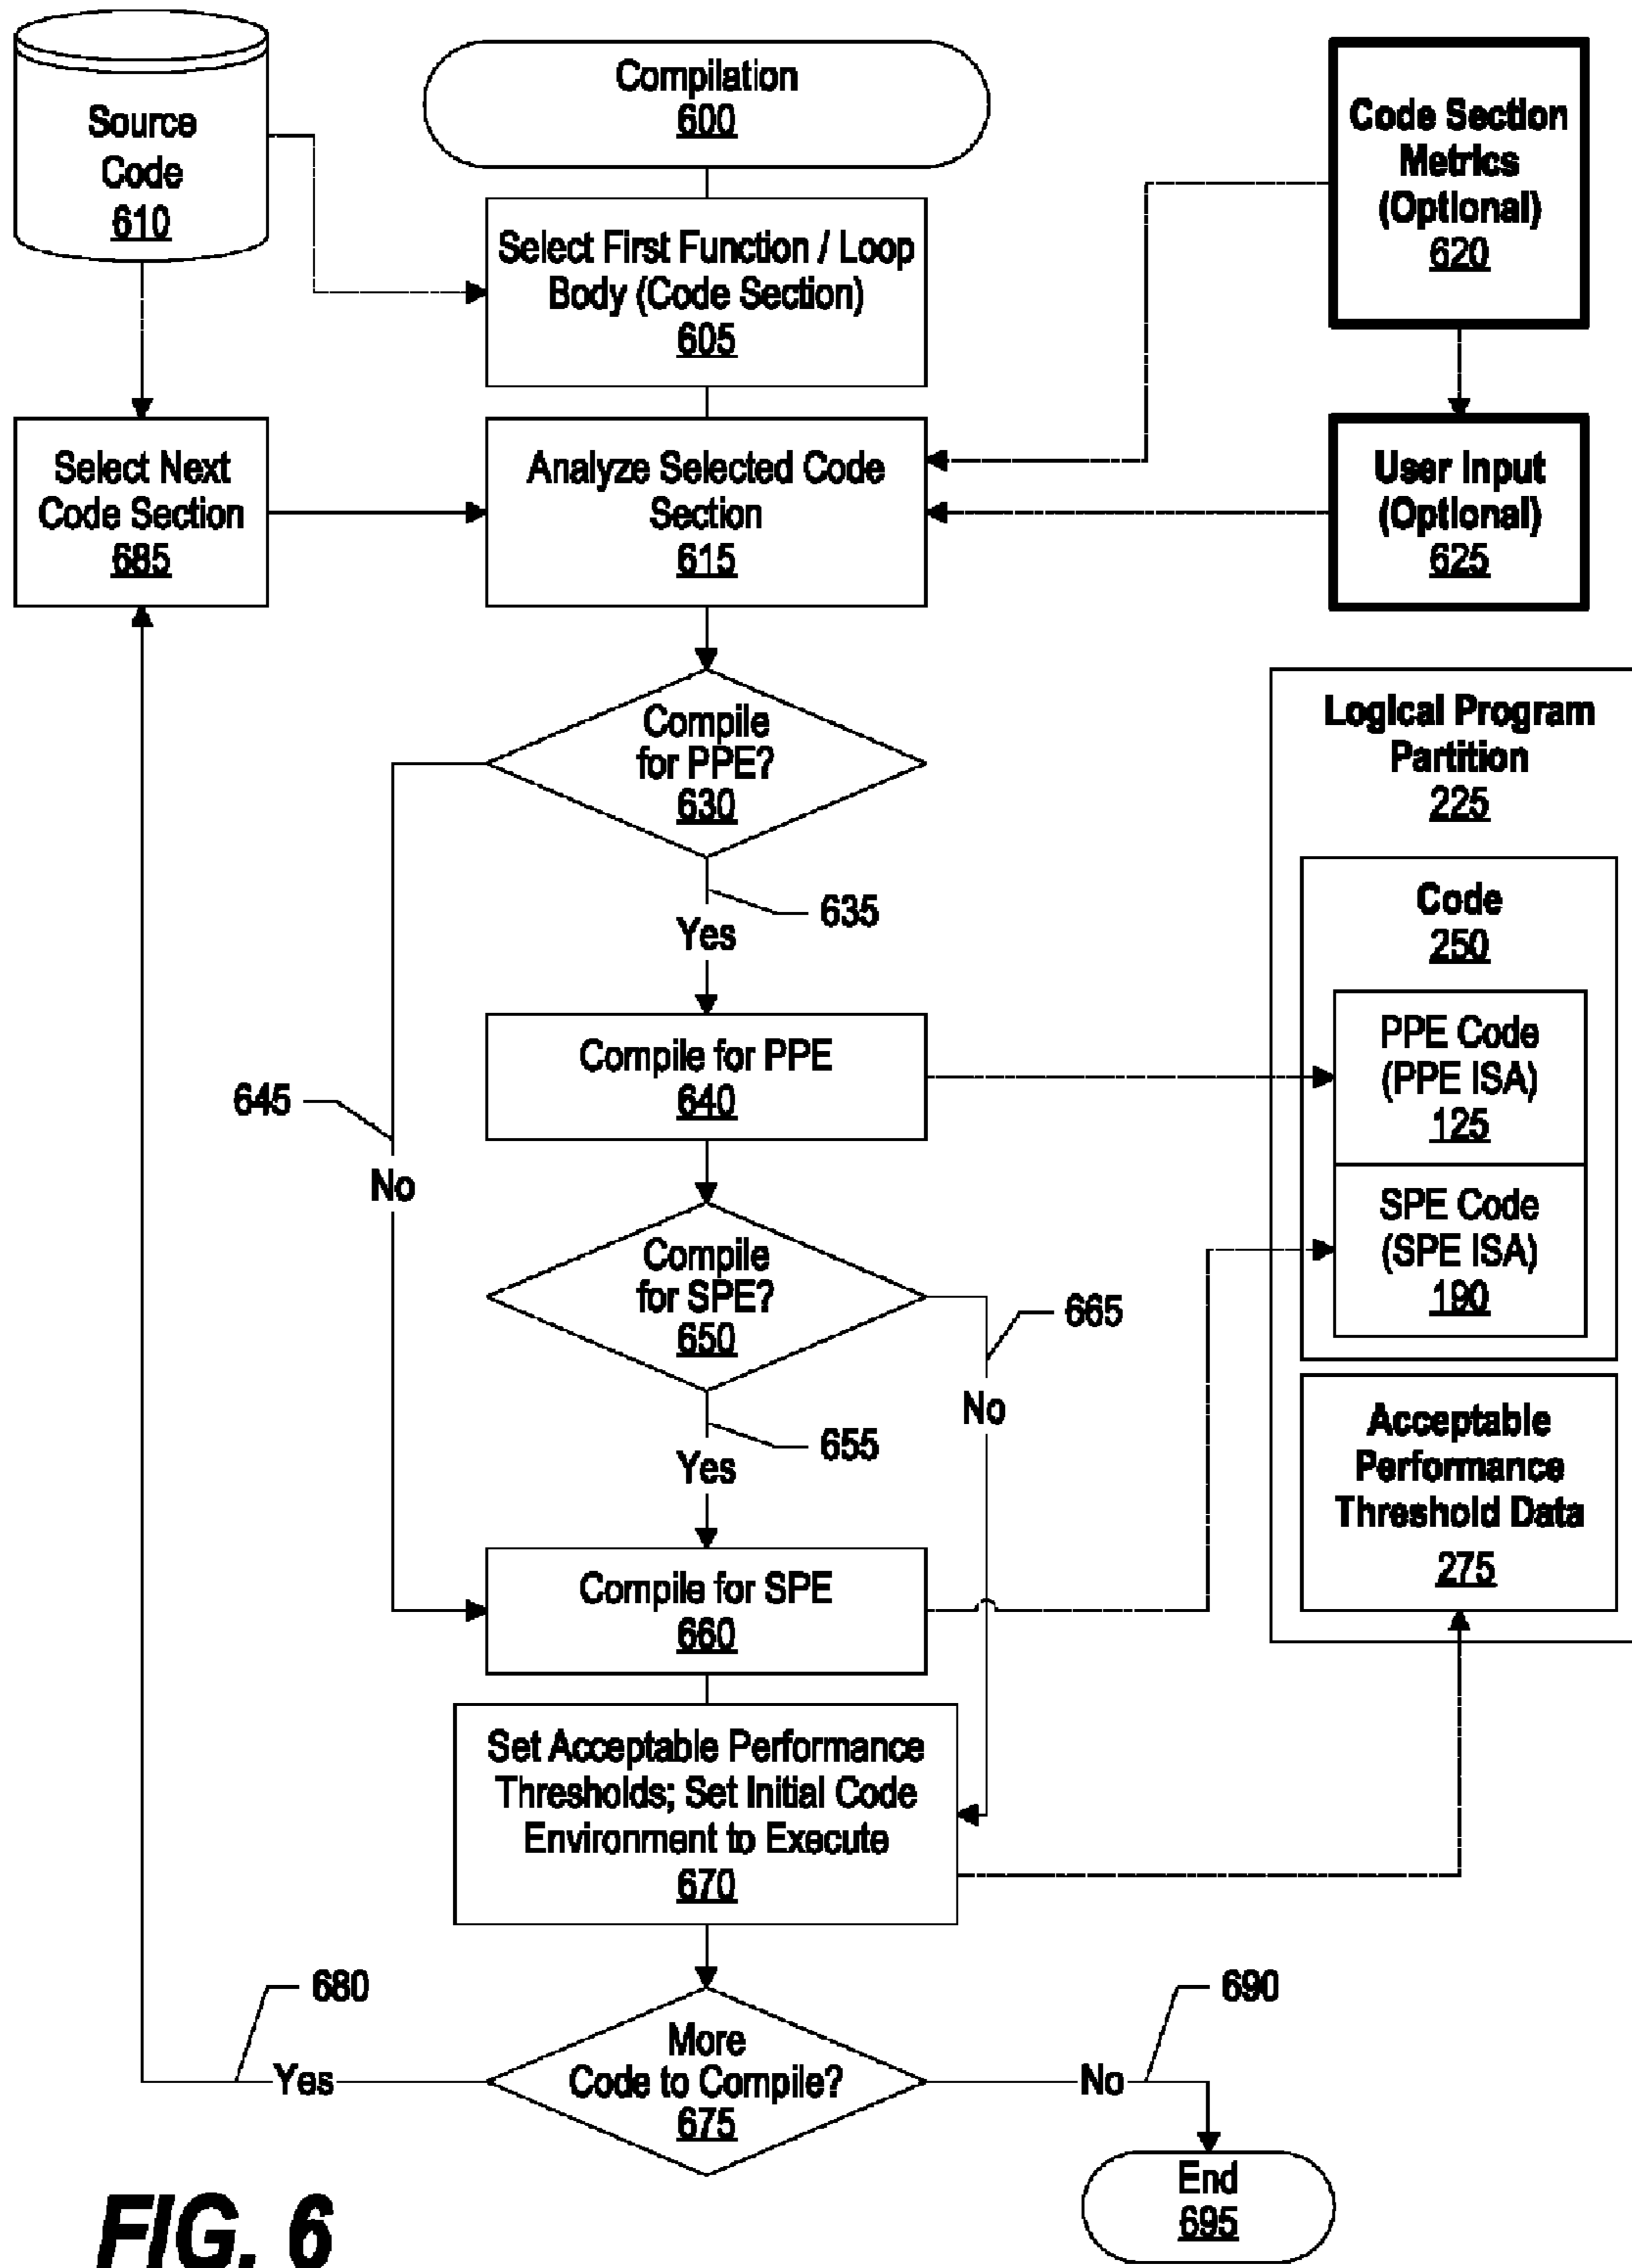 Source
Code
610
Compilation
600
Code Section
Metrics
(Optional)
620
Select First Function / Loop
Body (Code Section)
605
Select Next
Code Section
685
Analyze Selected Code
Section
615
User Input
(Optional)
625
Compile
for PPE?
630
635
Yes
645
No
Compile for PPE
640
Compile
for SPE?
650
665
No
655
Yes
Compile for SPE
660
Logical Program
Partition
225
Code
250
PPE Code
(PPE ISA)
125
SPE Code
(SPE ISA)
190
Acceptable
Performance
Threshold Data
275
Set Acceptable Performance
Thresholds; Set Initial Code
Environment to Execute
670
680
Yes
More
Code to Compile?
675
690
No
End
695
FIG. 6